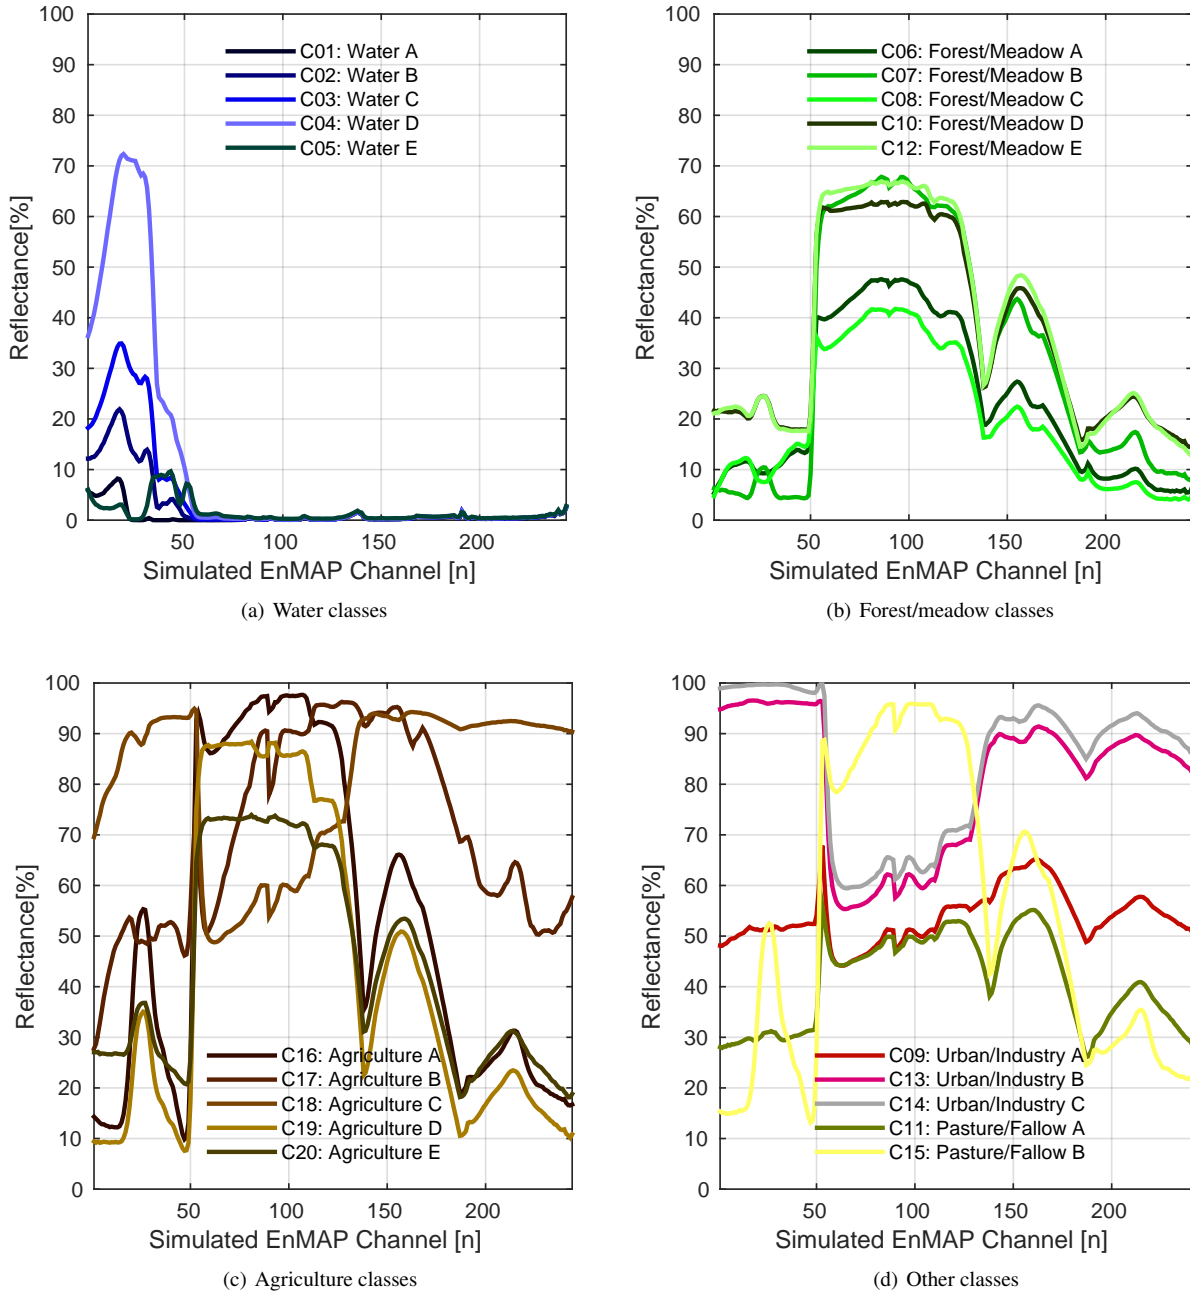 100
90
80
70
60
50
40
30
20
10
0
Reflectance[%]
C01: Water A
C02: Water B
C03: Water C
C04: Water D
C05: Water E
50 100 150 200
Simulated EnMAP Channel [n]
(a) Water classes
100
90
80
70
60
50
40
30
20
10
0
Reflectance[%]
C06: Forest/Meadow A
C07: Forest/Meadow B
C08: Forest/Meadow C
C10: Forest/Meadow D
C12: Forest/Meadow E
50 100 150 200
Simulated EnMAP Channel [n]
(b) Forest/meadow classes
100
90
80
70
60
50
40
30
20
10
0
Reflectance[%]
C16: Agriculture A
C17: Agriculture B
C18: Agriculture C
C19: Agriculture D
C20: Agriculture E
50 100 150 200
Simulated EnMAP Channel [n]
(c) Agriculture classes
100
90
80
70
60
50
40
30
20
10
0
Reflectance[%]
C09: Urban/Industry A
C13: Urban/Industry B
C14: Urban/Industry C
C11: Pasture/Fallow A
C15: Pasture/Fallow B
50 100 150 200
Simulated EnMAP Channel [n]
(d) Other classes